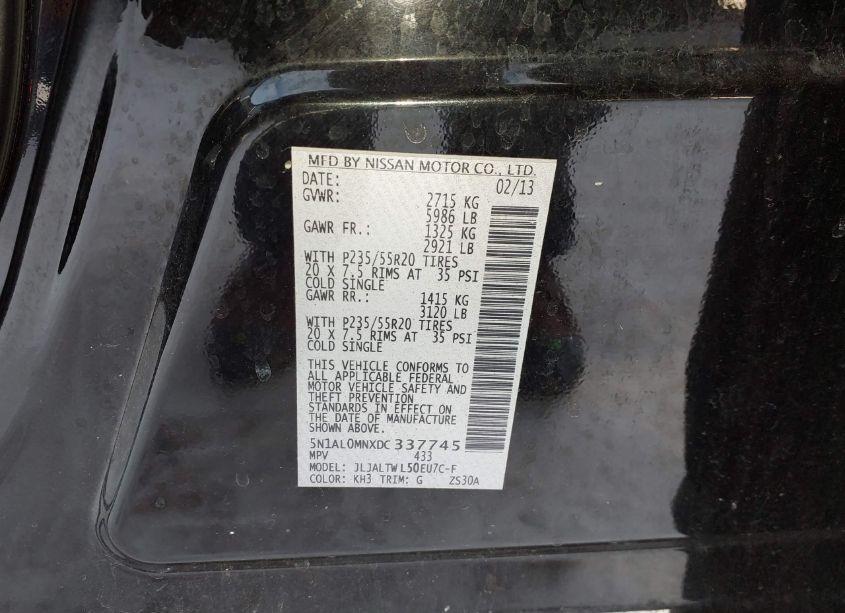 MFD BY NISSAN MOTOR CO., LTD.
DATE: 02/13
GVWR: 2715 KG
5986 LB
GAWR FR.: 1325 KG
2921 LB
WITH P235/55R20 TIRES
20 X 7.5 RIMS AT 35 PSI
COLD SINGLE
GAWR RR.: 1415 KG
3120 LB
WITH P235/55R20 TIRES
20 X 7.5 RIMS AT 35 PSI
COLD SINGLE
THIS VEHICLE CONFORMS TO
ALL APPLICABLE FEDERAL
MOTOR VEHICLE SAFETY AND
THEFT PREVENTION
STANDARDS IN EFFECT ON
THE DATE OF MANUFACTURE
SHOWN ABOVE.
5N1AL0MNXDC337745
MPV 433
MODEL: JLJALTWL50EU7C-F
COLOR: KH3 TRIM: G ZS30A